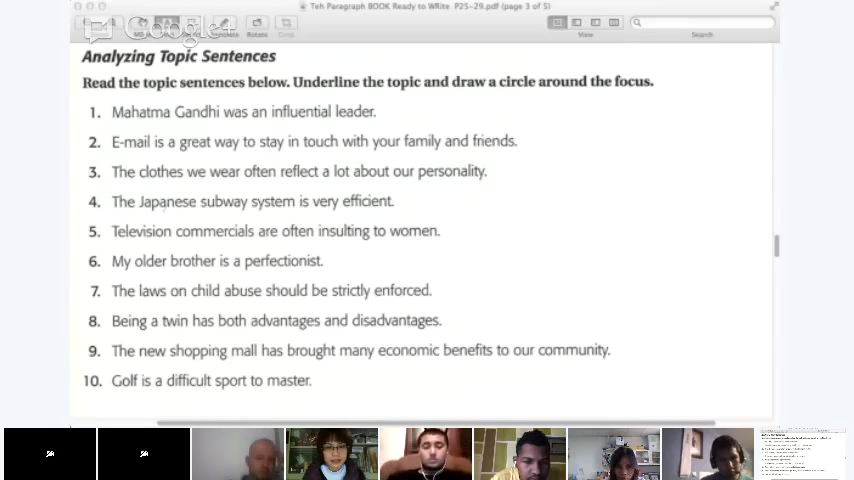 Teh Paragraph BOOK Ready to WRite P25-29.pdf (page 3 of 5)
Google+
Rotate
View
Search
Analyzing Topic Sentences
Read the topic sentences below. Underline the topic and draw a circle around the focus.
1. Mahatma Gandhi was an influential leader.
2. E-mail is a great way to stay in touch with your family and friends.
3. The clothes we wear often reflect a lot about our personality.
4. The Japanese subway system is very efficient.
5. Television commercials are often insulting to women.
6. My older brother is a perfectionist.
7. The laws on child abuse should be strictly enforced.
8. Being a twin has both advantages and disadvantages.
9. The new shopping mall has brought many economic benefits to our community.
10. Golf is a difficult sport to master.